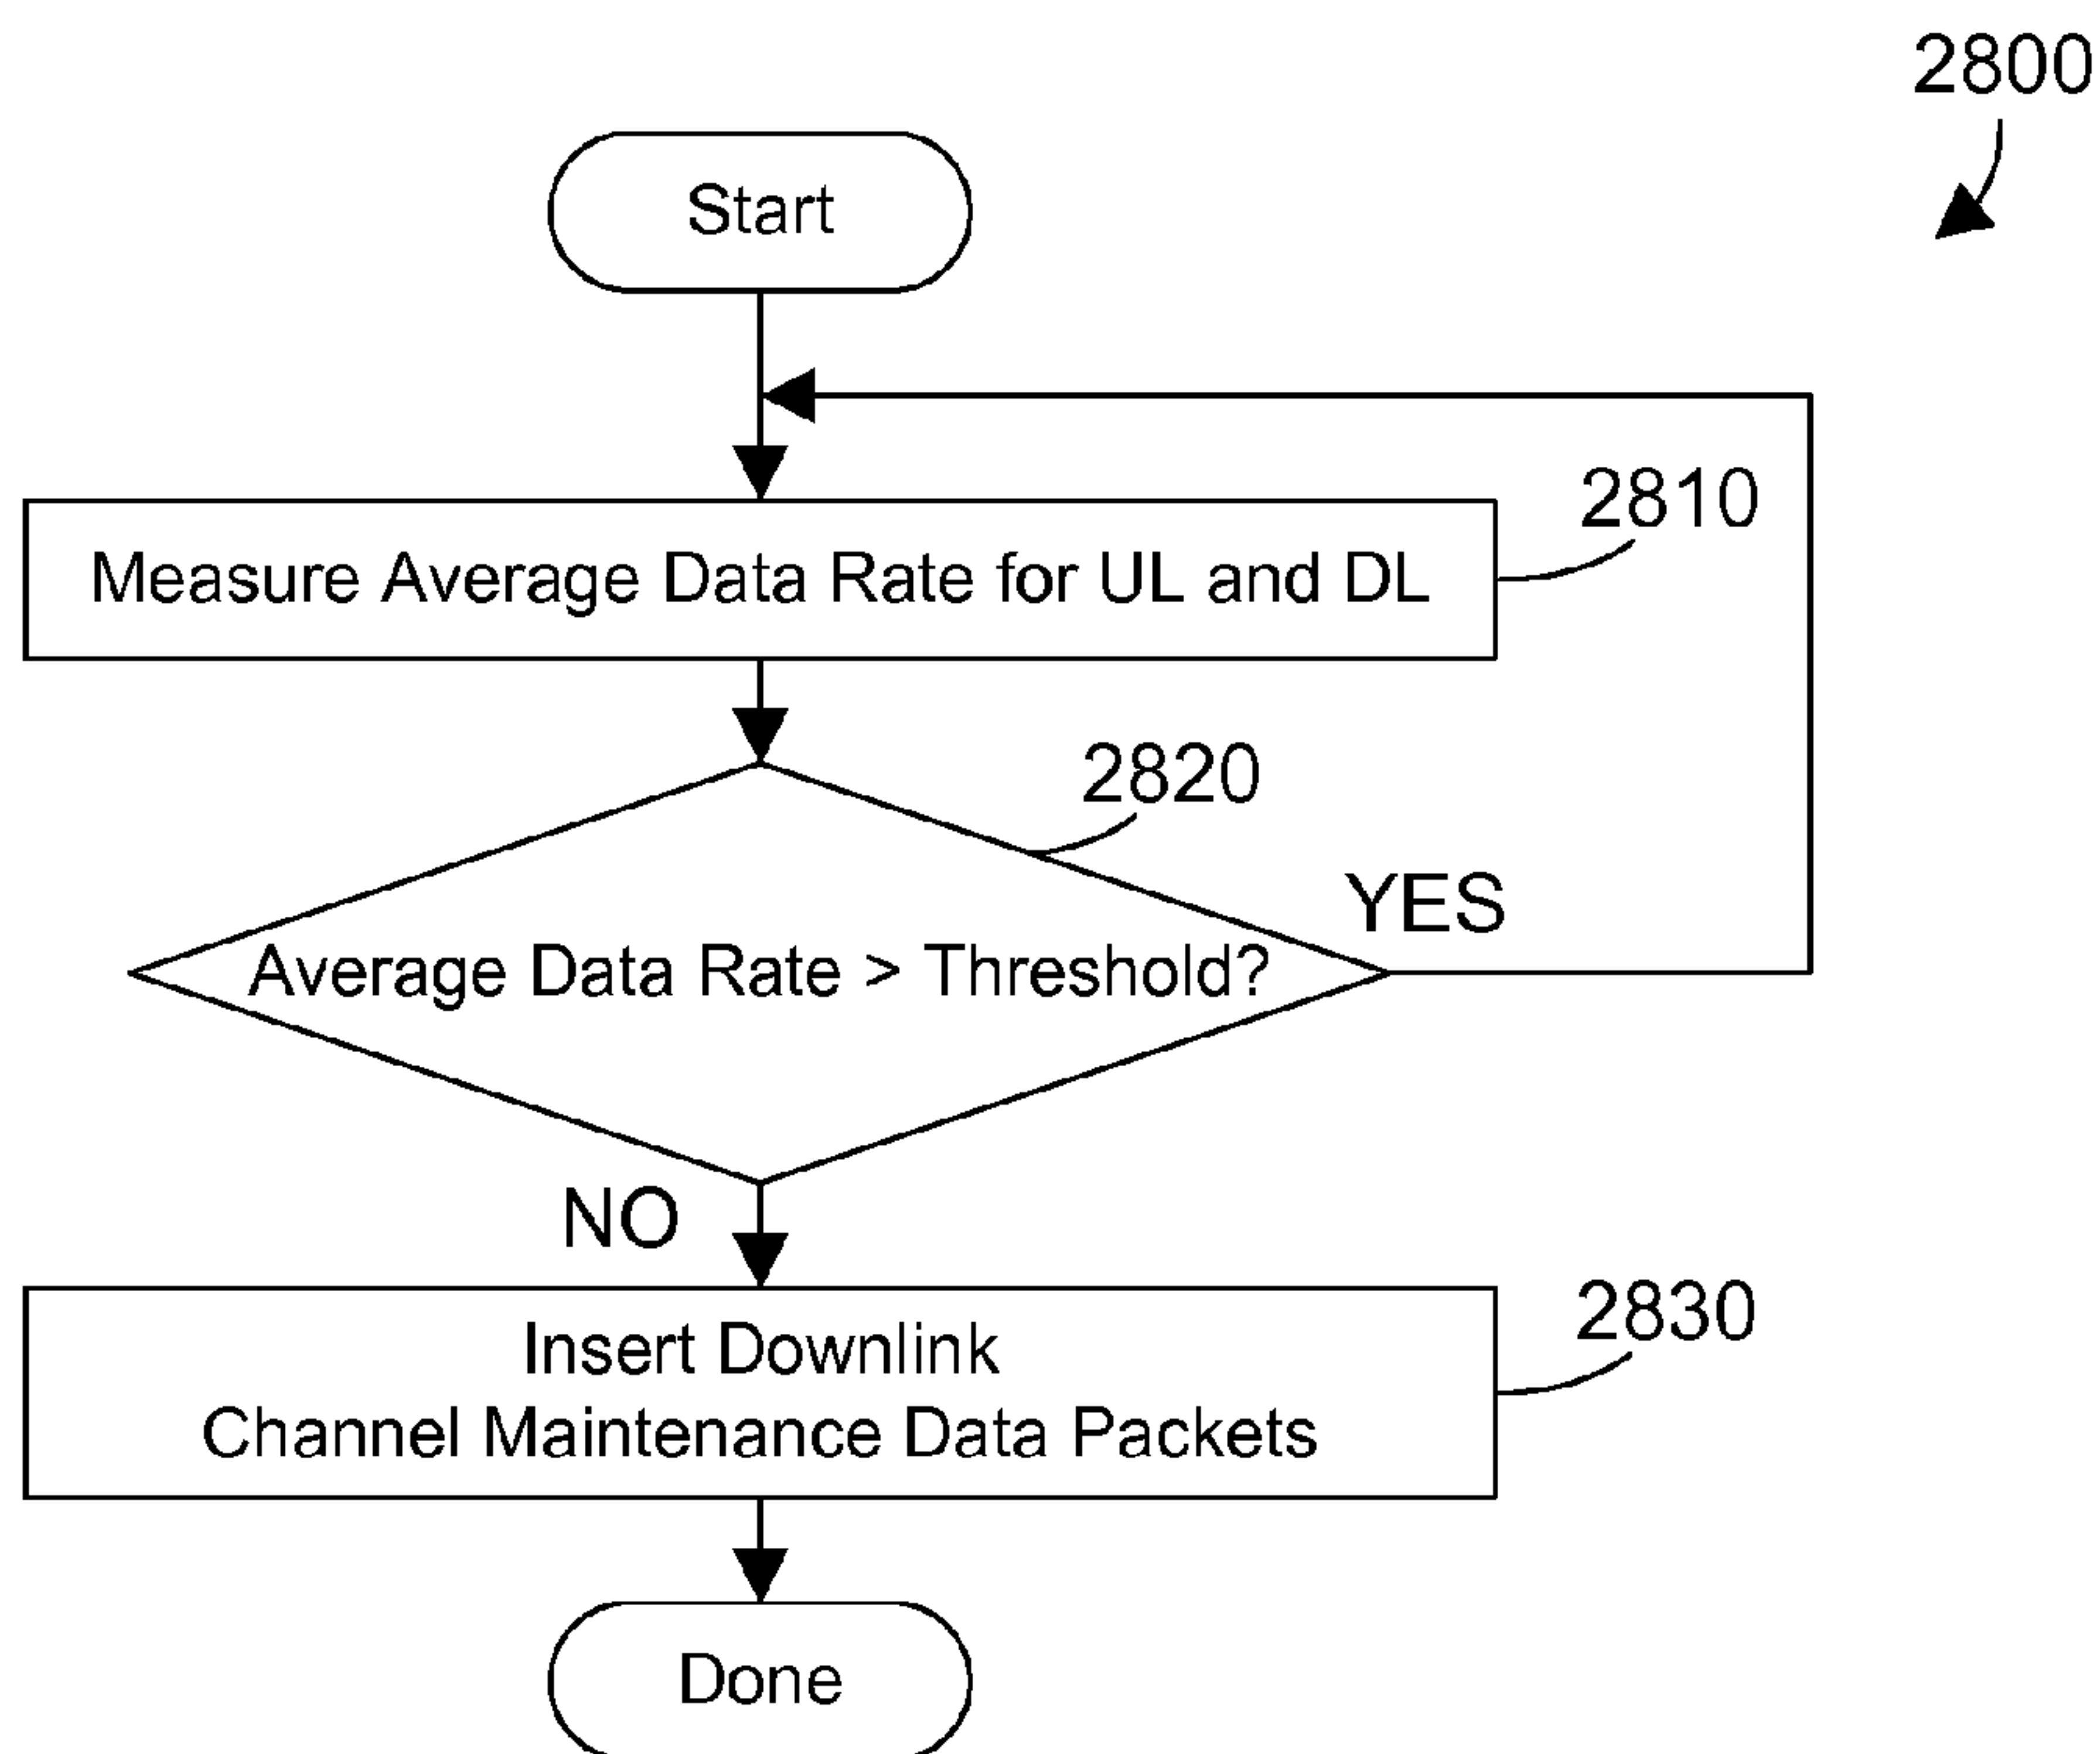 2800
Start
2810
Measure Average Data Rate for UL and DL
2820
YES
Average Data Rate > Threshold?
NO
2830
Insert Downlink
Channel Maintenance Data Packets
Done